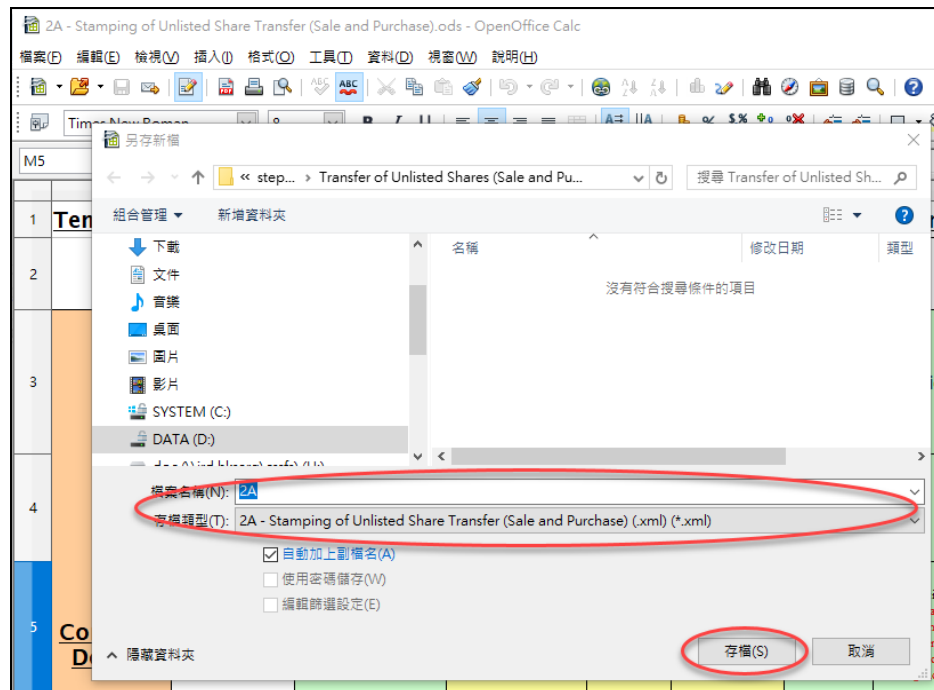 2A - Stamping of Unlisted Share Transfer (Sale and Purchase).ods - OpenOffice Calc
檔案(F) 編輯(E) 檢視(V) 插入(I) 格式(O) 工具(T) 資料(D) 視窗(W) 說明(H)
Times New Roman
M5
另存新檔
« step... › Transfer of Unlisted Shares (Sale and Pu...
搜尋 Transfer of Unlisted Sh...
組合管理
新增資料夾
1
2
3
4
5
下載
文件
音樂
桌面
圖片
影片
SYSTEM (C:)
DATA (D:)
名稱
修改日期
類型
沒有符合搜尋條件的項目
檔案名稱(N): 2A
存檔類型(T): 2A - Stamping of Unlisted Share Transfer (Sale and Purchase) (.xml) (*.xml)
自動加上副檔名(A)
使用密碼儲存(W)
編輯篩選設定(E)
隱藏資料夾
存檔(S)
取消